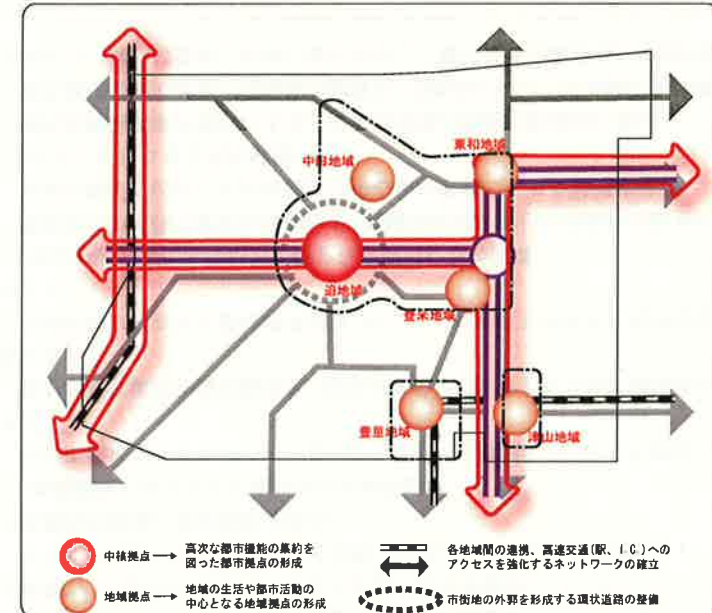 東和地域
中田地域
迫地域
登米地域
豊里地域
津山地域
中核拠点→ 高次な都市機能の集約を
図った都市拠点の形成
各地域間の連携、高速交通(駅、I.C.)への
アクセスを強化するネットワークの確立
地域拠点→ 地域の生活や都市活動の
中心となる地域拠点の形成
市街地の外郭を形成する環状道路の整備